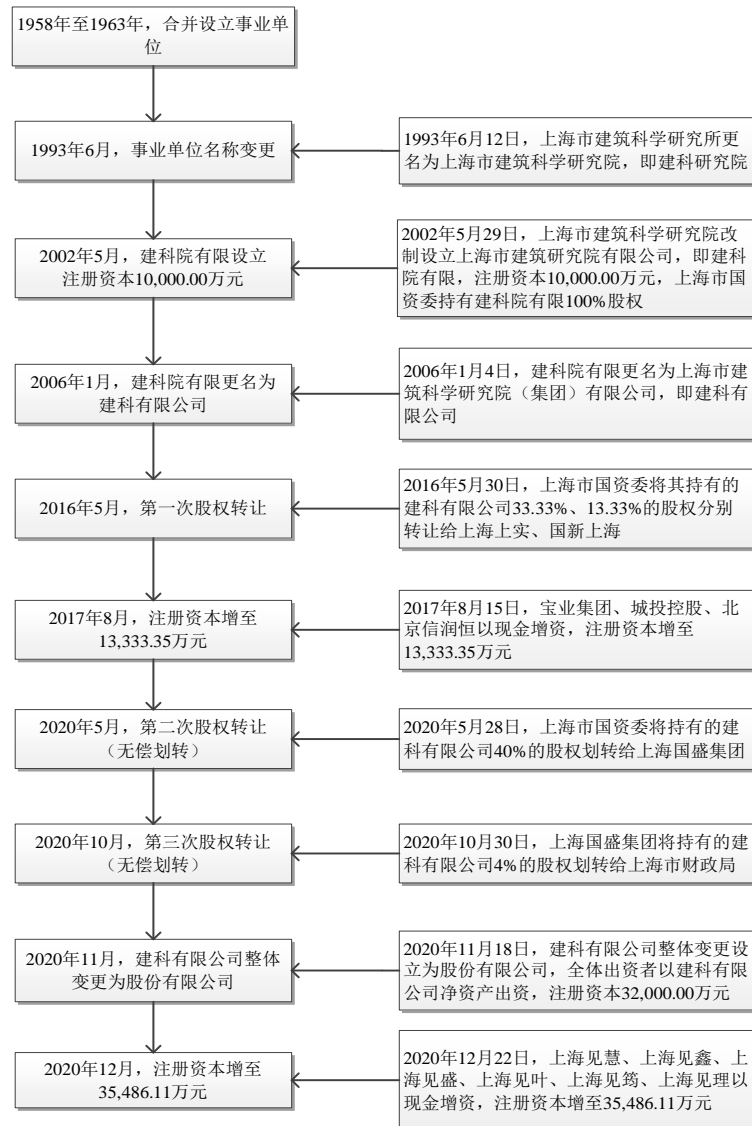 1958年至1963年，合并设立事业单
位
1993年6月，事业单位名称变更
1993年6月12日，上海市建筑科学研究所更
名为上海市建筑科学研究院，即建科研究院
2002年5月，建科院有限设立
注册资本10,000.00万元
2002年5月29日，上海市建筑科学研究院改
制设立上海市建筑研究院有限公司，即建科
院有限，注册资本10,000.00万元，上海市国
资委持有建科院有限100%股权
2006年1月，建科院有限更名为
建科有限公司
2006年1月4日，建科院有限更名为上海市建
筑科学研究院（集团）有限公司，即建科有
限公司
2016年5月，第一次股权转让
2016年5月30日，上海市国资委将其持有的
建科有限公司33.33%、13.33%的股权分别
转让给上海上实、国新上海
2017年8月，注册资本增至
13,333.35万元
2017年8月15日，宝业集团、城投控股、北
京信润恒以现金增资，注册资本增至
13,333.35万元
2020年5月，第二次股权转让
（无偿划转）
2020年5月28日，上海市国资委将持有的建
科有限公司40%的股权划转给上海国盛集团
2020年10月，第三次股权转让
（无偿划转）
2020年10月30日，上海国盛集团将持有的建
科有限公司4%的股权划转给上海市财政局
2020年11月，建科有限公司整体
变更为股份有限公司
2020年11月18日，建科有限公司整体变更
设立为股份有限公司，全体出资者以建科有限
公司净资产出资，注册资本32,000.00万元
2020年12月，注册资本增至
35,486.11万元
2020年12月22日，上海见慧、上海见鑫、上
海见盛、上海见叶、上海见筠、上海见理以
现金增资，注册资本增至35,486.11万元